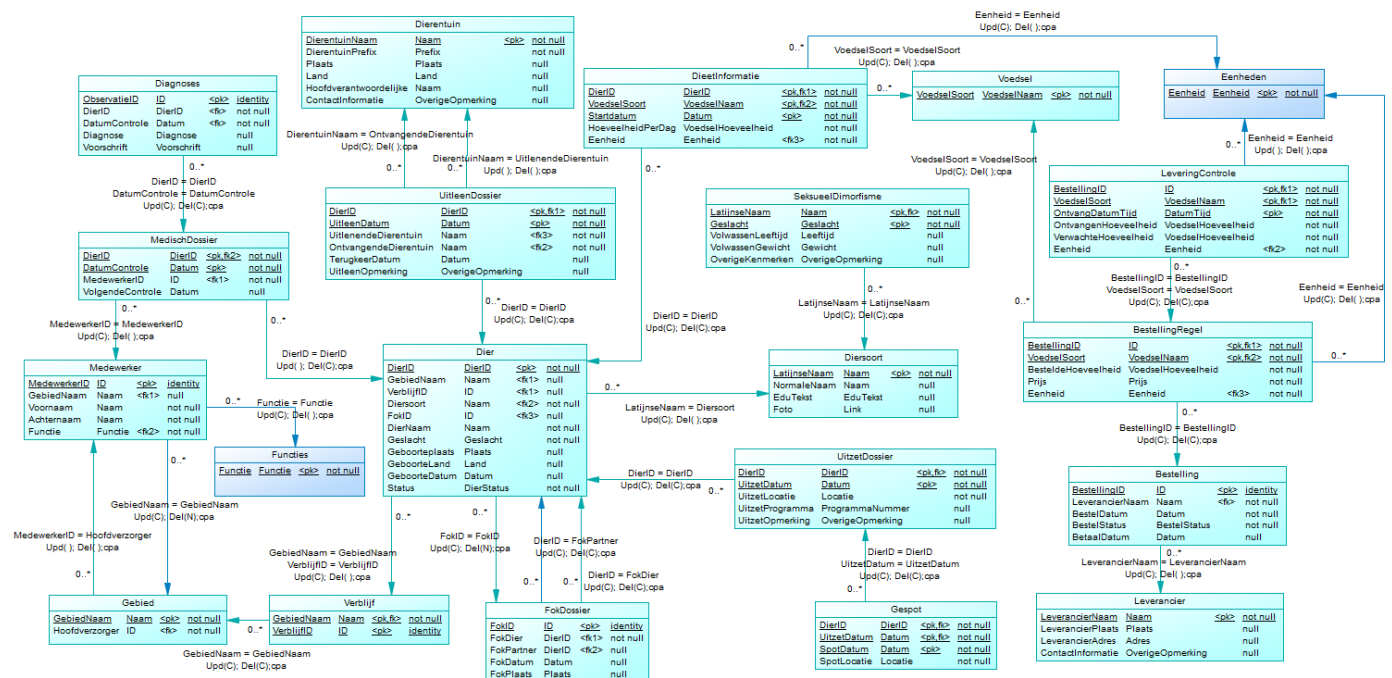 Dierentuin
DierentuinNaam Naam <pk> not null
DierentuinPrefix Prefix not null
Plaats Plaats null
Land Land null
Hoofdverantwoordelijke Naam null
ContactInformatie OverigeOpmerking null
Diagnoses
ObservatieID ID <pk> identity
DierID DierID <fk> not null
DatumControle Datum <fk> not null
Diagnose Diagnose null
Voorschrift Voorschrift null
DieetInformatie
DierID DierID <pk,fk1> not null
VoedselSoort VoedselNaam <pk,fk2> not null
Startdatum Datum <pk> not null
HoeveelheidPerDag VoedselHoeveelheid not null
Eenheid Eenheid <fk3> not null
Voedsel
VoedselSoort VoedselNaam <pk> not null
Eenheden
Eenheid Eenheid <pk> not null
Eenheid = Eenheid
Upd(C); Del( );cpa
0..*
VoedselSoort = VoedselSoort
Upd(C); Del( );cpa
0..*
DierentuinNaam = OntvangendeDierentuin
Upd(C); Del( );cpa
0..*
DierentuinNaam = UitlenendeDierentuin
Upd( ); Del( );cpa
0..*
0..*
DierID = DierID
DatumControle = DatumControle
Upd(C); Del(C);cpa
0..*
VoedselSoort = VoedselSoort
Upd(C); Del( );cpa
0..*
Eenheid = Eenheid
Upd( ); Del( );cpa
0..*
LeveringControle
BestellingID ID <pk,fk1> not null
VoedselSoort VoedselNaam <pk,fk1> not null
OntvangDatumTijd DatumTijd <pk> not null
OntvangenHoeveelheid VoedselHoeveelheid not null
VerwachteHoeveelheid VoedselHoeveelheid not null
Eenheid Eenheid <fk2> not null
UitleenDossier
DierID DierID <pk,fk1> not null
UitleenDatum Datum <pk> not null
UitlenendeDierentuin Naam <fk3> not null
OntvangendeDierentuin Naam <fk2> not null
TerugkeerDatum Datum null
UitleenOpmerking OverigeOpmerking null
SeksueelDimorfisme
LatijnseNaam Naam <pk,fk> not null
Geslacht Geslacht <pk> not null
VolwassenLeeftijd Leeftijd null
VolwassenGewicht Gewicht null
OverigeKenmerken OverigeOpmerking null
MedischDossier
DierID DierID <pk,fk2> not null
DatumControle Datum <pk> not null
MedewerkerID ID <fk1> not null
VolgendeControle Datum null
0..*
BestellingID = BestellingID
VoedselSoort = VoedselSoort
Upd(C); Del(C);cpa
Eenheid = Eenheid
Upd(C); Del( );cpa
0..*
0..*
MedewerkerID = MedewerkerID
Upd(C); Del( );cpa
0..*
DierID = DierID
Upd( ); Del(C);cpa
0..*
DierID = DierID
Upd(C); Del(C);cpa
DierID = DierID
Upd(C); Del(C);cpa
0..*
LatijnseNaam = LatijnseNaam
Upd(C); Del(C);cpa
BestellingRegel
BestellingID ID <pk,fk1> not null
VoedselSoort VoedselNaam <pk,fk2> not null
BesteldeHoeveelheid VoedselHoeveelheid not null
Prijs Prijs not null
Eenheid Eenheid <fk3> not null
Dier
DierID DierID <pk> not null
GebiedNaam Naam <fk1> null
VerblijfID ID <fk1> null
Diersoort Naam <fk2> not null
FokID ID <fk3> null
DierNaam Naam not null
Geslacht Geslacht not null
Geboorteplaats Plaats null
GeboorteLand Land null
GeboorteDatum Datum null
Status DierStatus not null
Diersoort
LatijnseNaam Naam <pk> not null
NormaleNaam Naam null
EduTekst EduTekst null
Foto Link null
Medewerker
MedewerkerID ID <pk> identity
GebiedNaam Naam <fk1> null
Voornaam Naam not null
Achternaam Naam not null
Functie Functie <fk2> not null
0..*
Functie = Functie
Upd(C); Del( );cpa
0..*
LatijnseNaam = Diersoort
Upd(C); Del(C);cpa
0..*
BestellingID = BestellingID
Upd(C); Del(C);cpa
Functies
Functie Functie <pk> not null
UitzetDossier
DierID DierID <pk,fk> not null
UitzetDatum Datum <pk> not null
UitzetLocatie Locatie not null
UitzetProgramma ProgrammaNummer null
UitzetOpmerking OverigeOpmerking null
DierID = DierID
Upd(C); Del(C);cpa
0..*
Bestelling
BestellingID ID <pk> identity
LeverancierNaam Naam <fk> not null
BestelDatum Datum not null
BestelStatus BestelStatus not null
BetaalDatum Datum null
0..*
GebiedNaam = GebiedNaam
Upd(C); Del(N);cpa
MedewerkerID = Hoofdverzorger
Upd( ); Del( );cpa
0..*
0..*
GebiedNaam = GebiedNaam
VerblijfID = VerblijfID
Upd(C); Del( );cpa
0..*
FokID = FokID
Upd(C); Del(N);cpa
DierID = FokPartner
Upd(C); Del(C);cpa
0..*
DierID = FokDier
Upd(C); Del(C);cpa
0..*
0..*
DierID = DierID
UitzetDatum = UitzetDatum
Upd(C); Del(C);cpa
0..*
LeverancierNaam = LeverancierNaam
Upd(C); Del( );cpa
Gebied
GebiedNaam Naam <pk> not null
Hoofdverzorger ID <fk> not null
Verblijf
GebiedNaam Naam <pk,fk> not null
VerblijfID ID <pk> identity
0..*
GebiedNaam = GebiedNaam
Upd(C); Del(C);cpa
FokDossier
FokID ID <pk> identity
FokDier DierID <fk1> not null
FokPartner DierID <fk2> null
FokDatum Datum null
FokPlaats Plaats null
Gespot
DierID DierID <pk,fk> not null
UitzetDatum Datum <pk,fk> not null
SpotDatum Datum <pk> not null
SpotLocatie Locatie not null
Leverancier
LeverancierNaam Naam <pk> not null
LeverancierPlaats Plaats null
LeverancierAdres Adres null
ContactInformatie OverigeOpmerking null